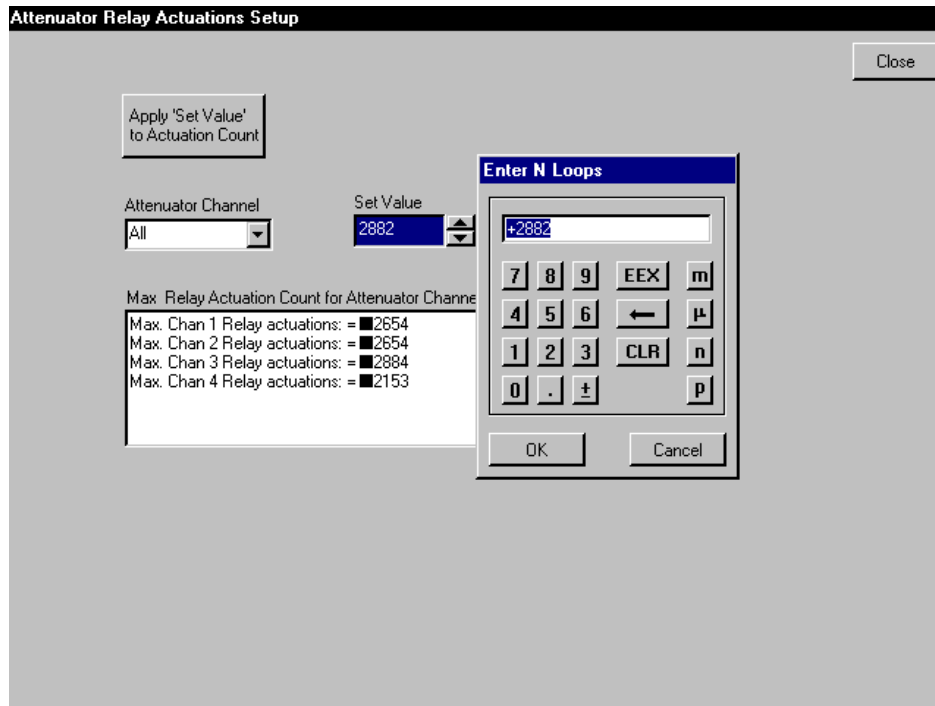 Attenuator Relay Actuations Setup
Close
Apply 'Set Value'
to Actuation Count
Attenuator Channel
All
Set Value
2882
Max Relay Actuation Count for Attenuator Channe
Max. Chan 1 Relay actuations: = ■2654
Max. Chan 2 Relay actuations: = ■2654
Max. Chan 3 Relay actuations: = ■2884
Max. Chan 4 Relay actuations: = ■2153
Enter N Loops
+2882
7 8 9 EEX m
4 5 6 ← μ
1 2 3 CLR n
0 . ± p
OK Cancel